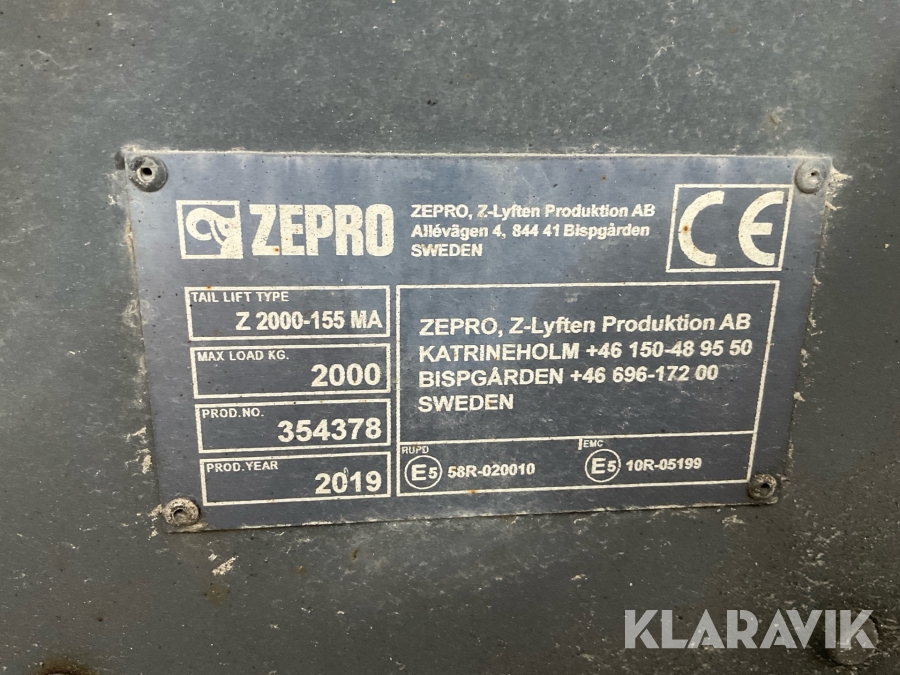 ZEPRO
ZEPRO, Z-Lyften Produktion AB
Allévägen 4, 844 41 Bispgården
SWEDEN
CE
TAIL LIFT TYPE
Z 2000-155 MA
MAX LOAD KG.
2000
PROD.NO.
354378
PROD.YEAR
2019
ZEPRO, Z-Lyften Produktion AB
KATRINEHOLM +46 150-48 95 50
BISPGÅRDEN +46 696-172 00
SWEDEN
RUPD
E5 58R-020010
EMC
E5 10R-05199
KLARAVIK